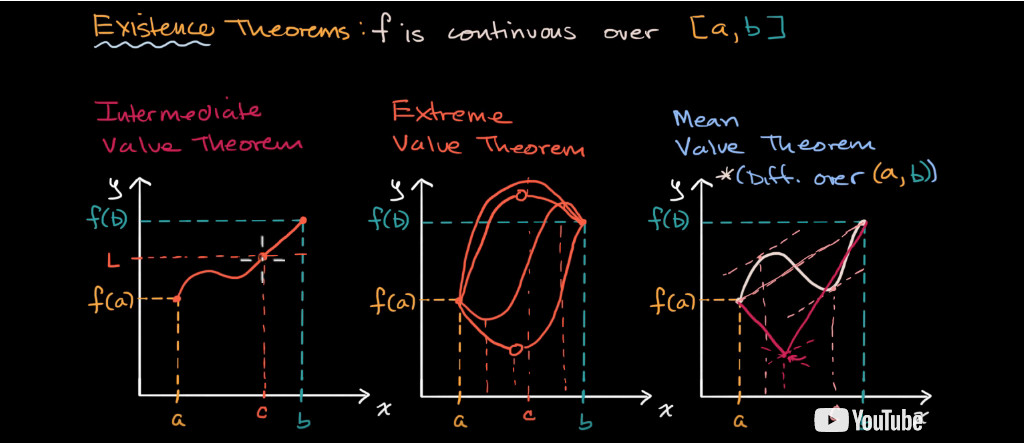 Existence Theorems: f is continuous over [a, b]
Intermediate
Value Theorem
y
f(b)
L
f(a)
a
c
b
x
Extreme
Value Theorem
y
f(b)
f(a)
a
c
b
x
Mean
Value Theorem
*(Diff. over (a, b))
y
f(b)
f(a)
a
YouTube
x